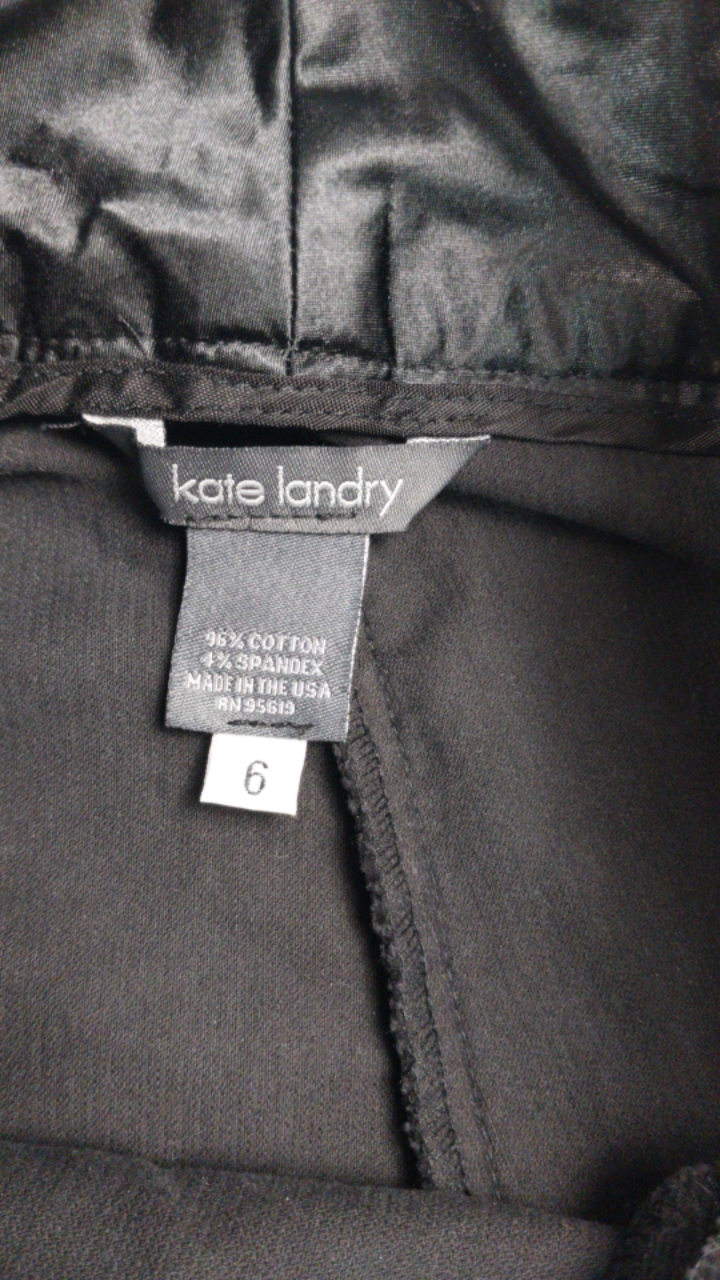 kate landry
96% COTTON
4% SPANDEX
MADE IN THE USA
RN 95619
6